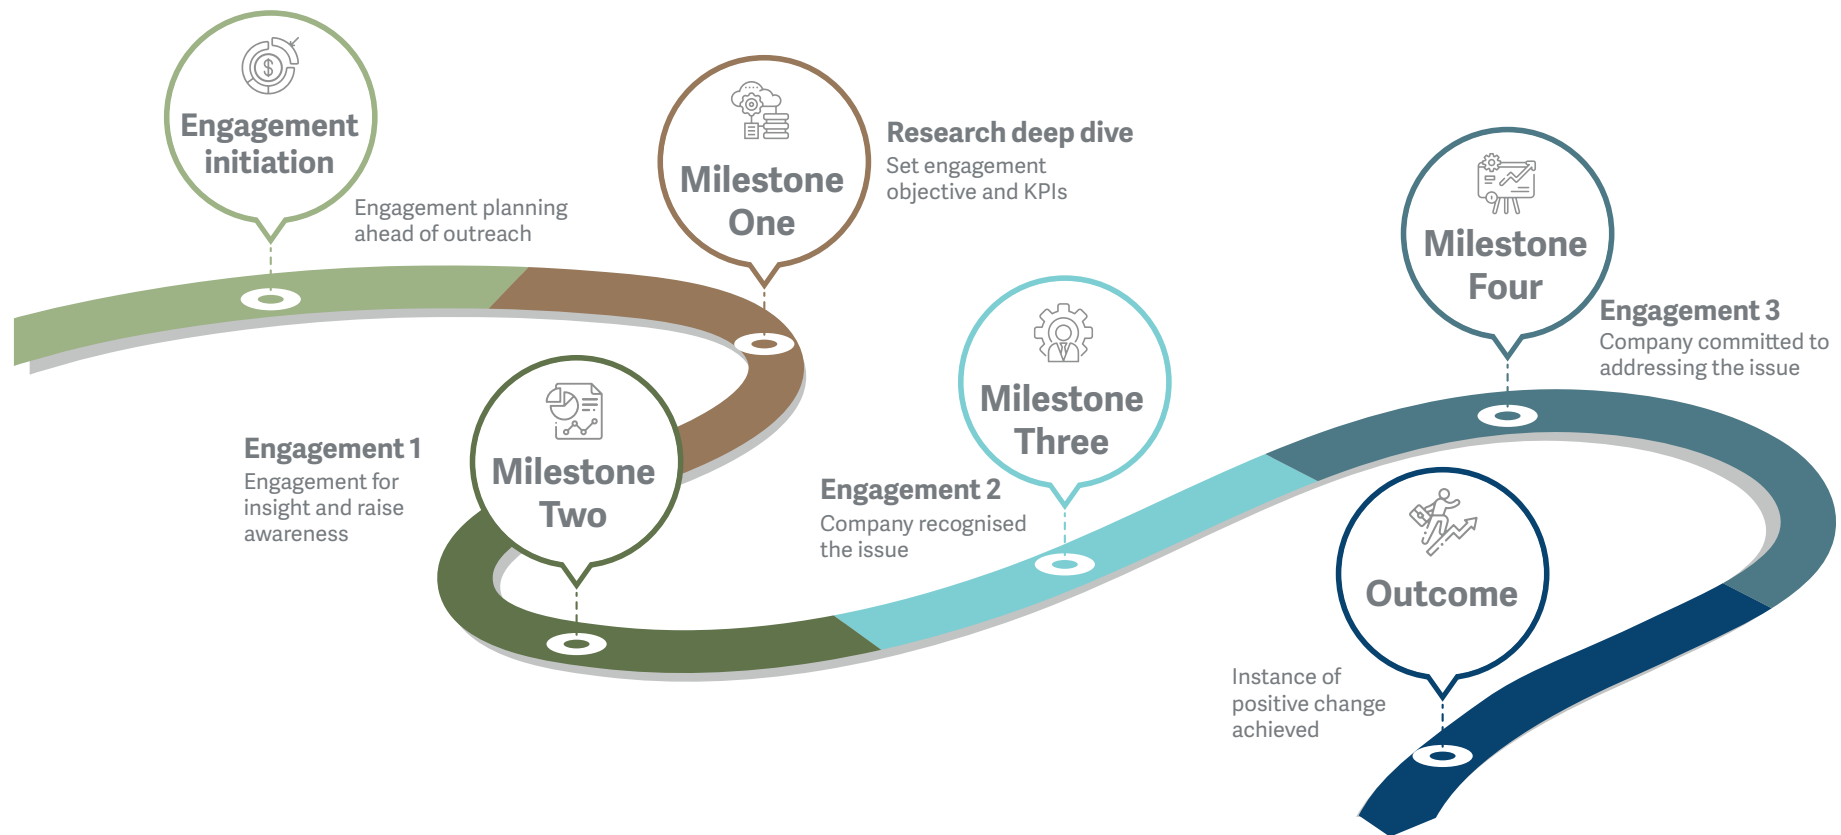 Engagement
initiation
Engagement planning
ahead of outreach
Milestone
One
Research deep dive
Set engagement
objective and KPIs
Milestone
Two
Engagement 1
Engagement for
insight and raise
awareness
Milestone
Three
Engagement 2
Company recognised
the issue
Milestone
Four
Engagement 3
Company committed to
addressing the issue
Outcome
Instance of
positive change
achieved